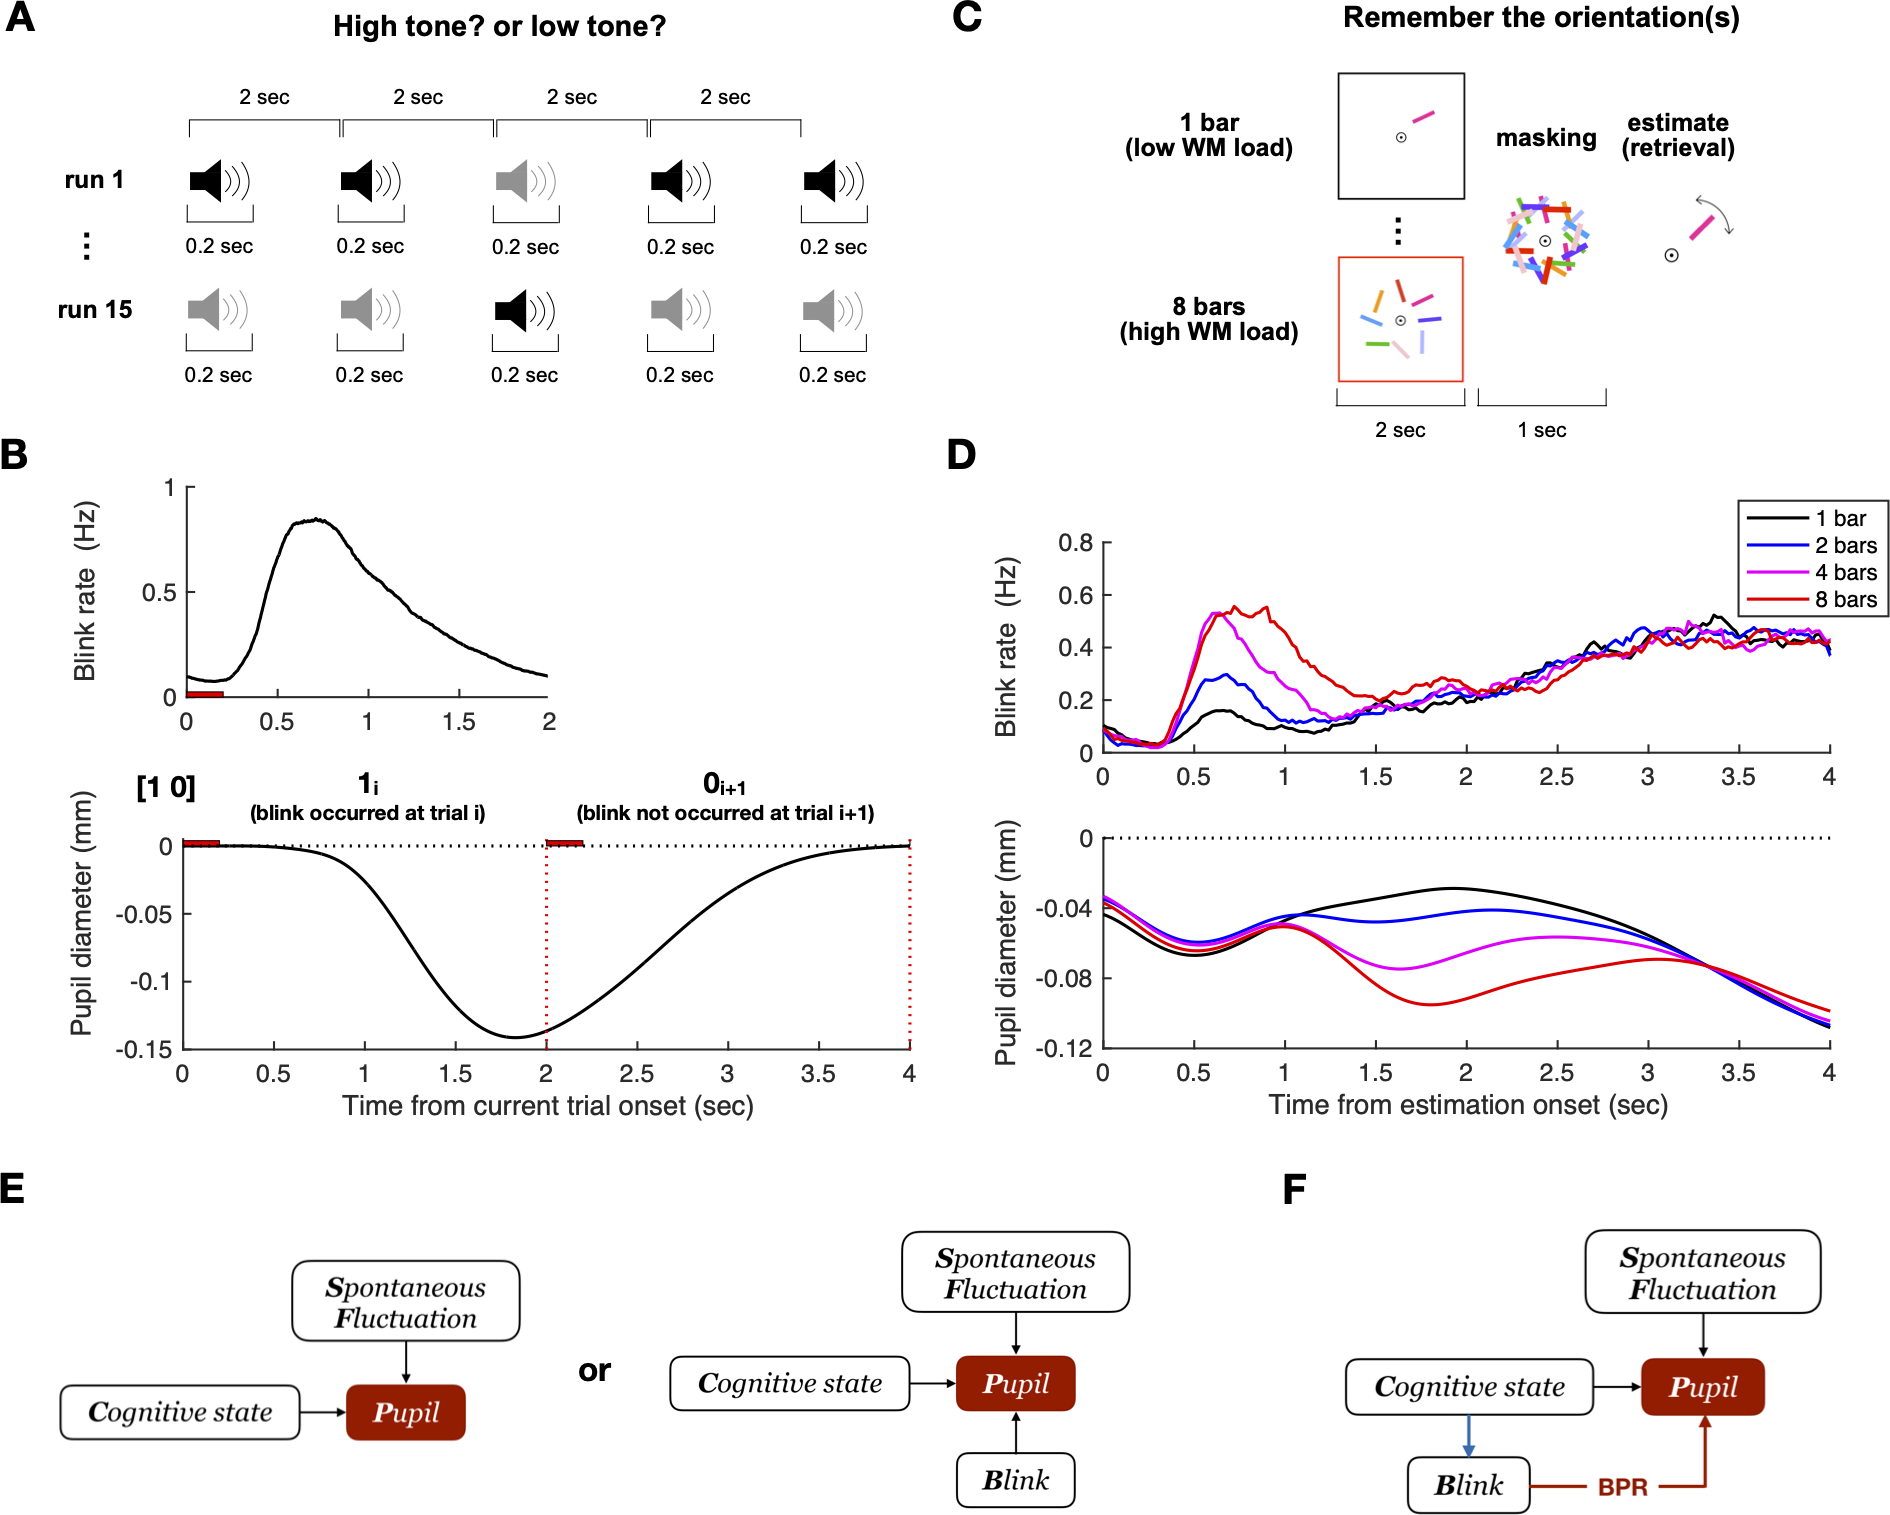 A
High tone? or low tone?
2 sec 2 sec 2 sec 2 sec
run 1
0.2 sec 0.2 sec 0.2 sec 0.2 sec 0.2 sec
⋮
run 15
0.2 sec 0.2 sec 0.2 sec 0.2 sec 0.2 sec
C
Remember the orientation(s)
1 bar
(low WM load)
masking
estimate
(retrieval)
⋮
8 bars
(high WM load)
2 sec 1 sec
B
Blink rate (Hz)
1
0.5
0
0 0.5 1 1.5 2
[1 0]
1i
(blink occurred at trial i)
0i+1
(blink not occurred at trial i+1)
Pupil diameter (mm)
0
-0.05
-0.1
-0.15
0 0.5 1 1.5 2 2.5 3 3.5 4
Time from current trial onset (sec)
D
1 bar
2 bars
4 bars
8 bars
Blink rate (Hz)
0.8
0.6
0.4
0.2
0
0 0.5 1 1.5 2 2.5 3 3.5 4
Pupil diameter (mm)
0
-0.04
-0.08
-0.12
0 0.5 1 1.5 2 2.5 3 3.5 4
Time from estimation onset (sec)
E
Spontaneous
Fluctuation
Cognitive state
Pupil
or
Spontaneous
Fluctuation
Cognitive state
Pupil
Blink
F
Spontaneous
Fluctuation
Cognitive state
Pupil
Blink
BPR